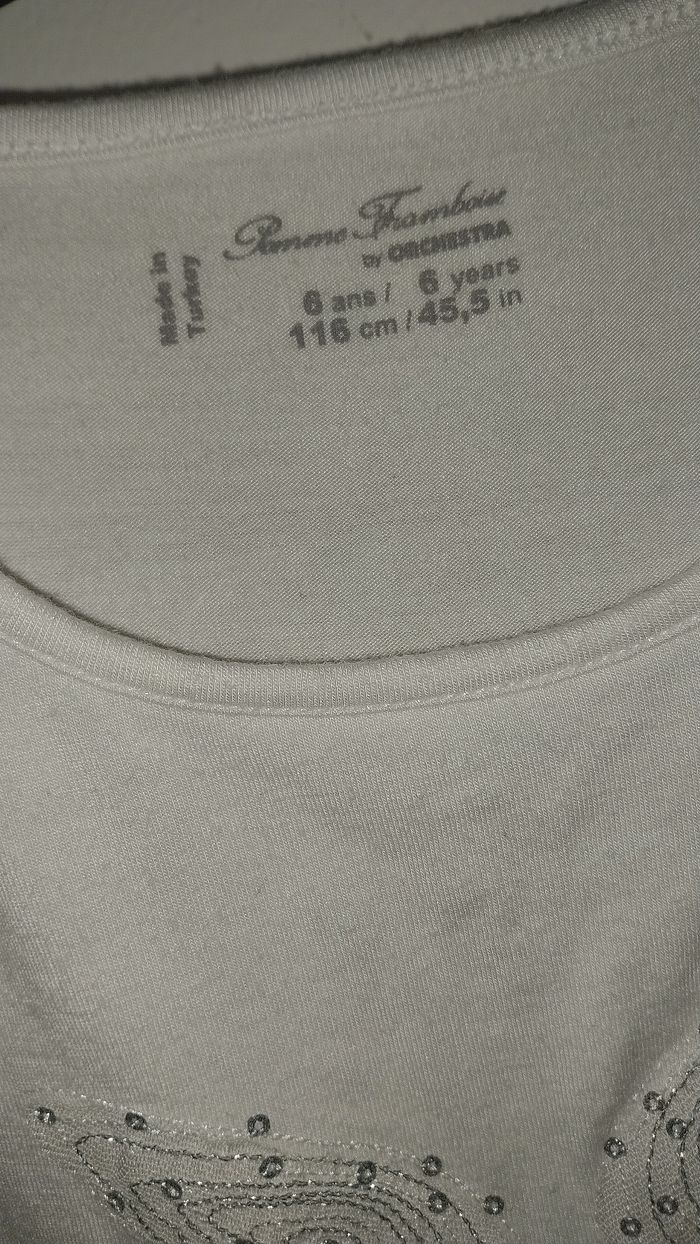 Pomme Framboise
by ORCHESTRA
6 ans / 6 years
116 cm / 45,5 in
Made in
Turkey